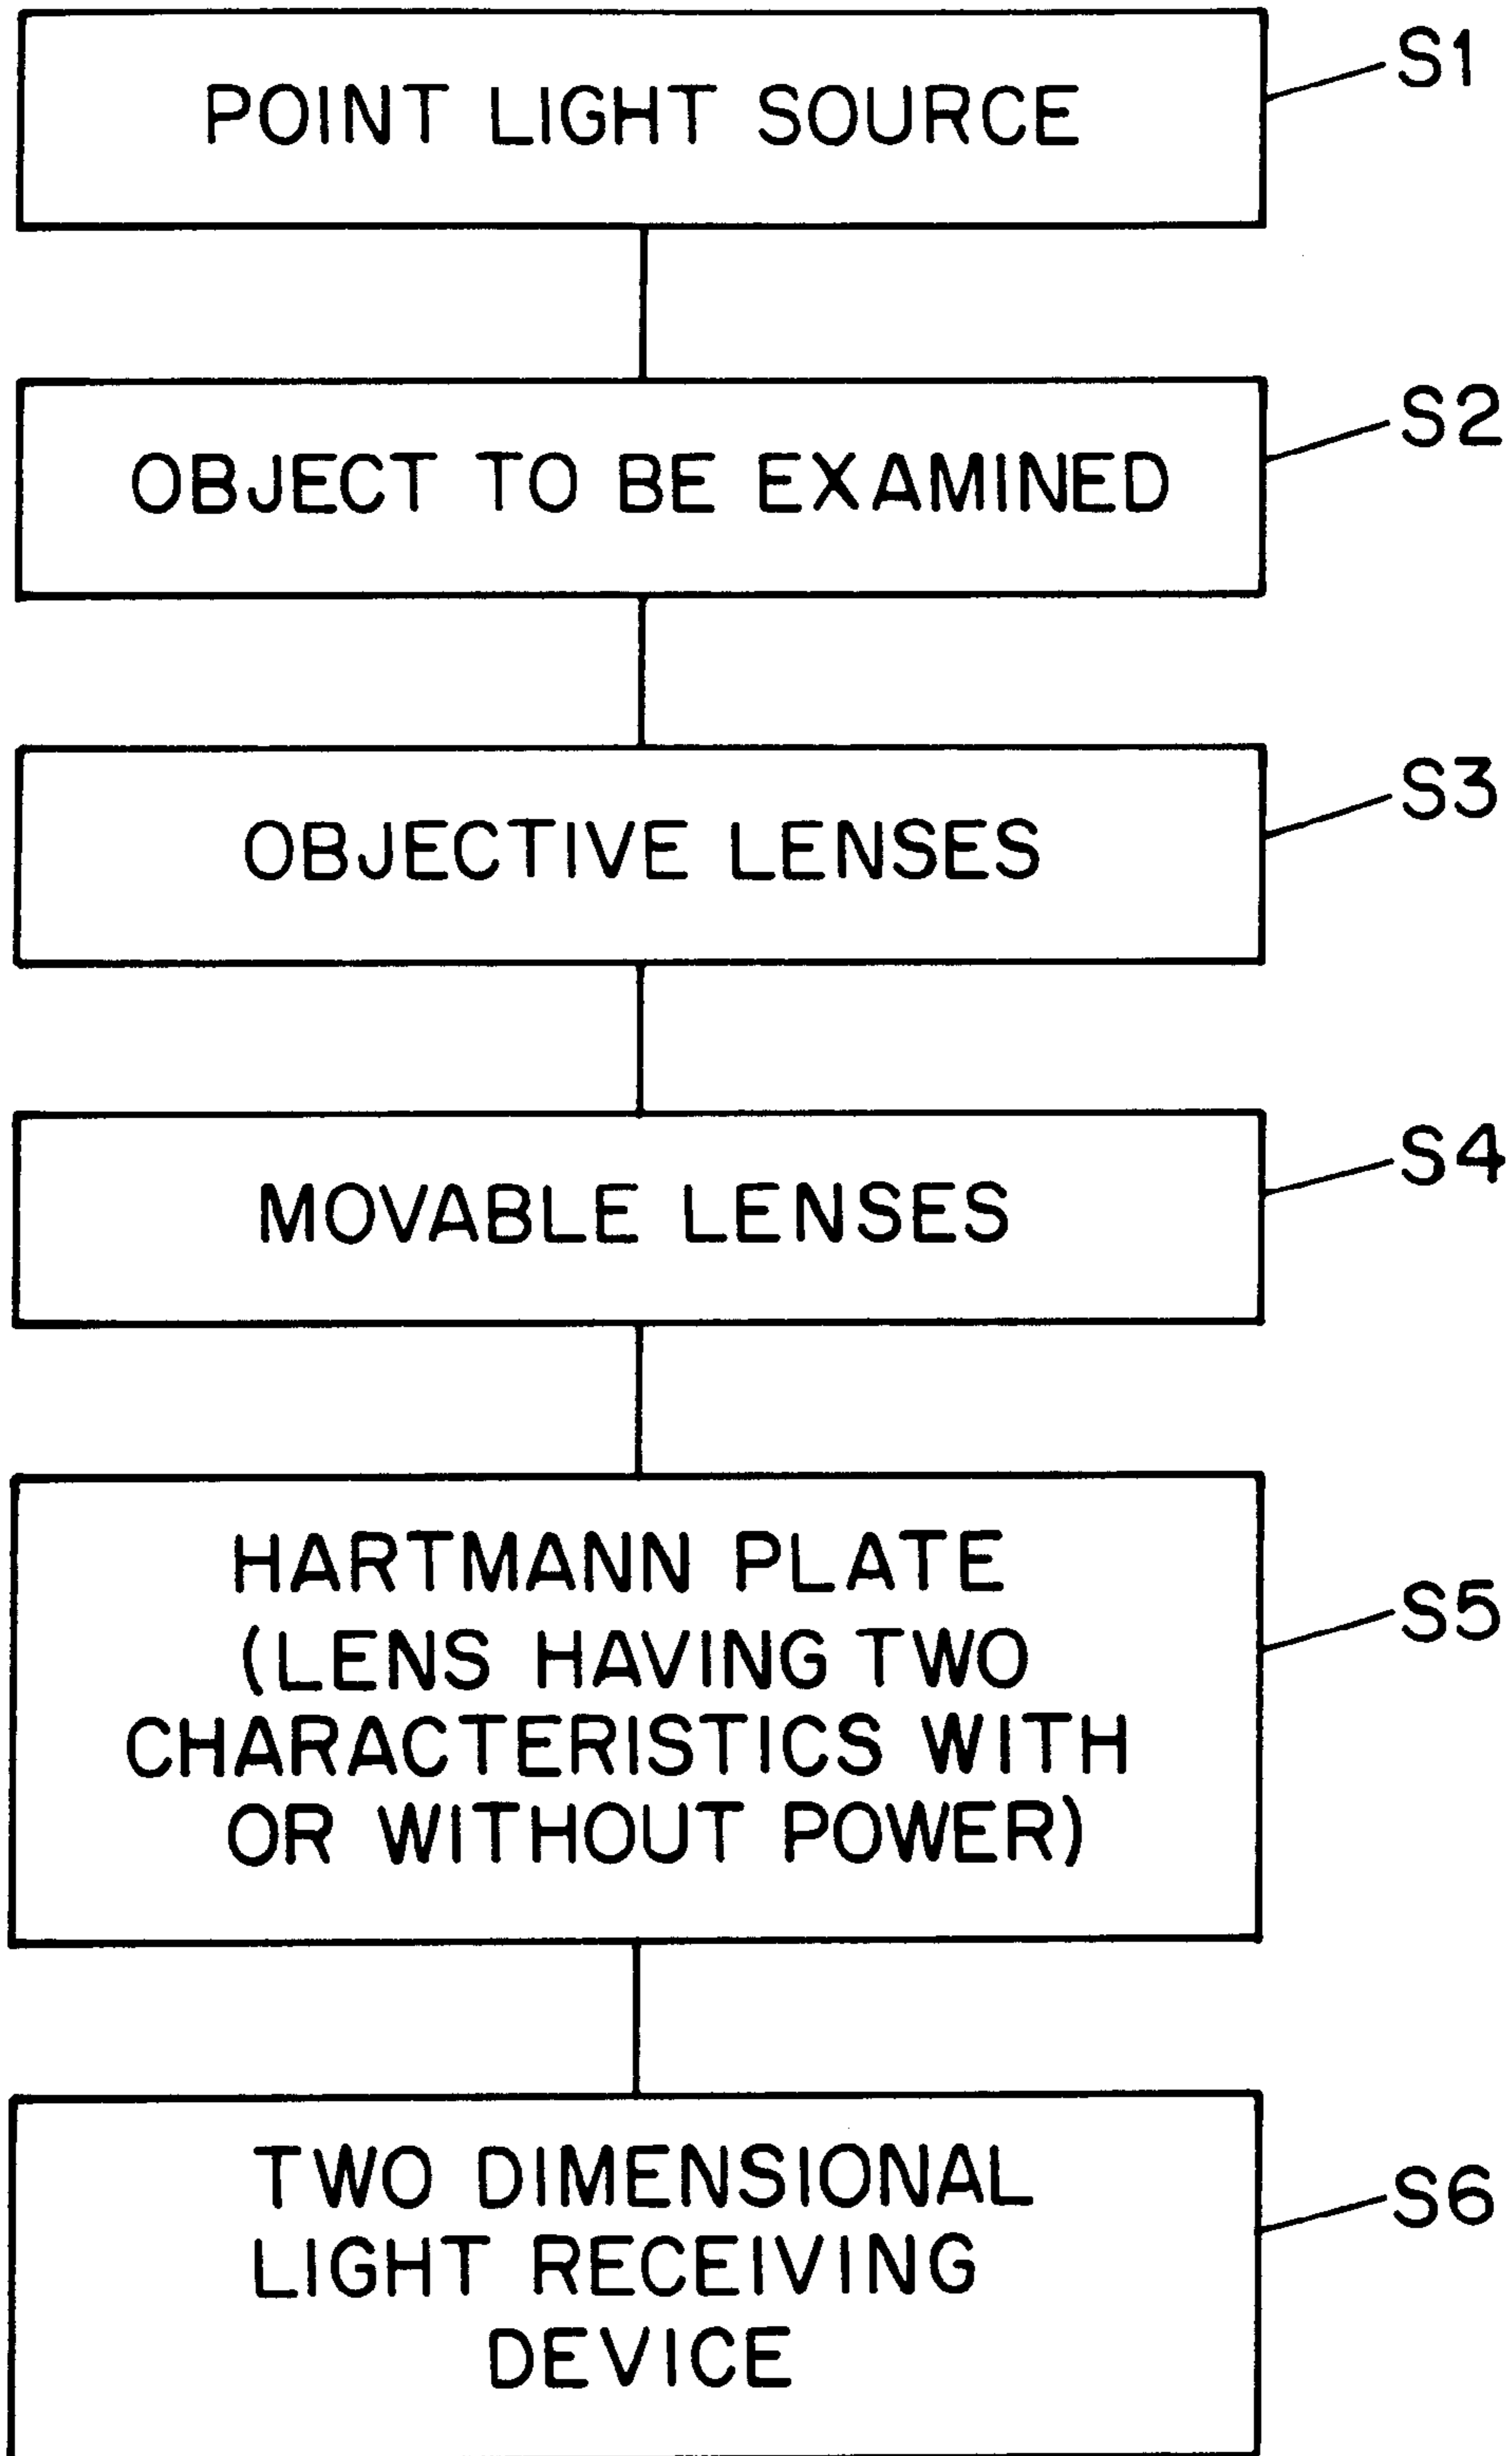 POINT LIGHT SOURCE
S1
OBJECT TO BE EXAMINED
S2
OBJECTIVE LENSES
S3
MOVABLE LENSES
S4
HARTMANN PLATE
(LENS HAVING TWO
CHARACTERISTICS WITH
OR WITHOUT POWER)
S5
TWO DIMENSIONAL
LIGHT RECEIVING
DEVICE
S6